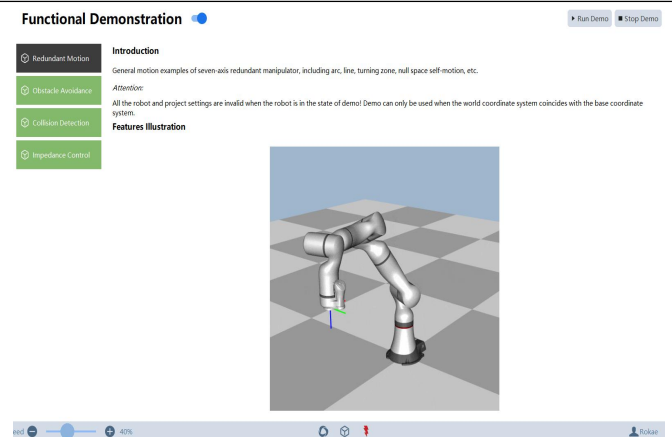 Functional Demonstration
Run Demo
Stop Demo
Redundant Motion
Obstacle Avoidance
Collision Detection
Impedance Control
Introduction
General motion examples of seven-axis redundant manipulator, including arc, line, turning zone, null space self-motion, etc.
Attention:
All the robot and project settings are invalid when the robot is in the state of demo! Demo can only be used when the world coordinate system coincides with the base coordinate
system.
Features Illustration
eed
40%
Rokae